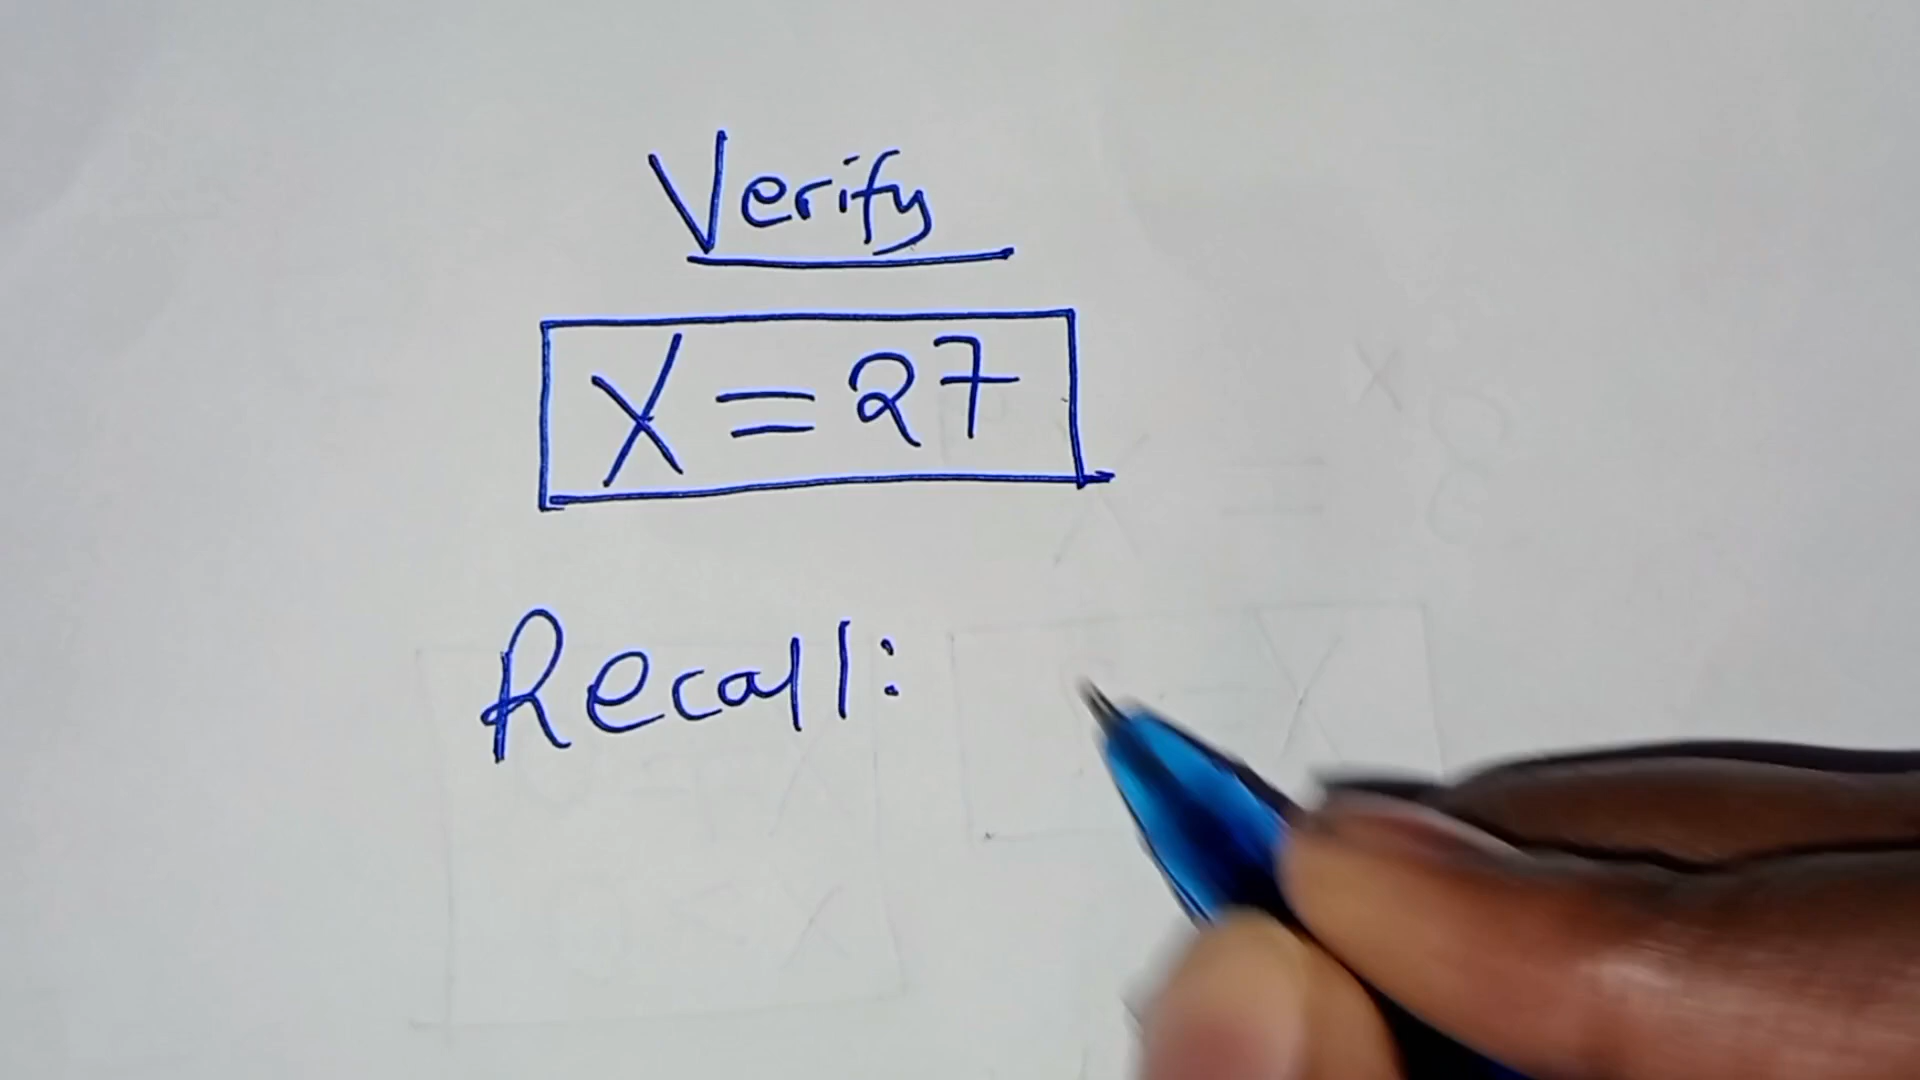 Verify
X = 27
Recall: